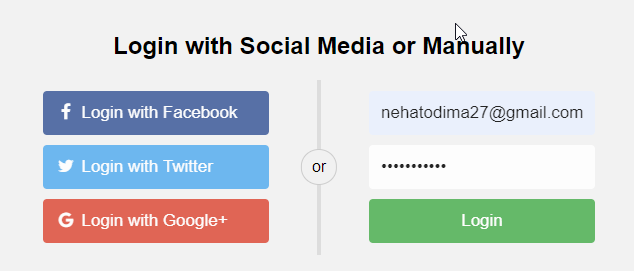 Login with Social Media or Manually
Login with Facebook
Login with Twitter
Login with Google+
or
nehatodima27@gmail.com
•••••••••••
Login